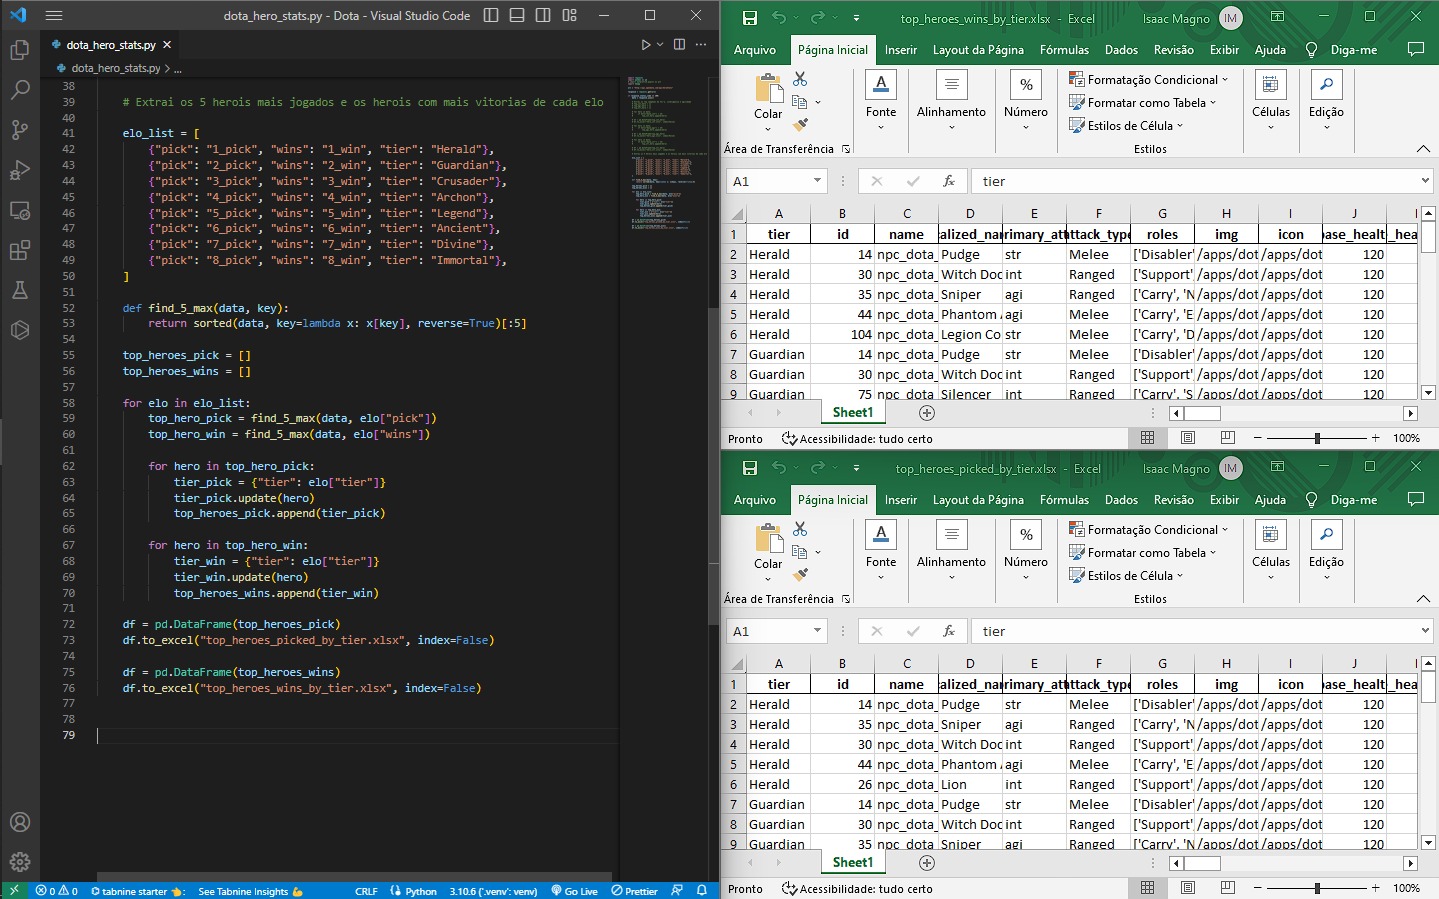 dota_hero_stats.py - Dota - Visual Studio Code
dota_hero_stats.py
dota_hero_stats.py > ...
38
39 # Extrai os 5 herois mais jogados e os herois com mais vitorias de cada elo
40
41 elo_list = [
42 {"pick": "1_pick", "wins": "1_win", "tier": "Herald"},
43 {"pick": "2_pick", "wins": "2_win", "tier": "Guardian"},
44 {"pick": "3_pick", "wins": "3_win", "tier": "Crusader"},
45 {"pick": "4_pick", "wins": "4_win", "tier": "Archon"},
46 {"pick": "5_pick", "wins": "5_win", "tier": "Legend"},
47 {"pick": "6_pick", "wins": "6_win", "tier": "Ancient"},
48 {"pick": "7_pick", "wins": "7_win", "tier": "Divine"},
49 {"pick": "8_pick", "wins": "8_win", "tier": "Immortal"},
50 ]
51
52 def find_5_max(data, key):
53 return sorted(data, key=lambda x: x[key], reverse=True)[:5]
54
55 top_heroes_pick = []
56 top_heroes_wins = []
57
58 for elo in elo_list:
59 top_hero_pick = find_5_max(data, elo["pick"])
60 top_hero_win = find_5_max(data, elo["wins"])
61
62 for hero in top_hero_pick:
63 tier_pick = {"tier": elo["tier"]}
64 tier_pick.update(hero)
65 top_heroes_pick.append(tier_pick)
66
67 for hero in top_hero_win:
68 tier_win = {"tier": elo["tier"]}
69 tier_win.update(hero)
70 top_heroes_wins.append(tier_win)
71
72 df = pd.DataFrame(top_heroes_pick)
73 df.to_excel("top_heroes_picked_by_tier.xlsx", index=False)
74
75 df = pd.DataFrame(top_heroes_wins)
76 df.to_excel("top_heroes_wins_by_tier.xlsx", index=False)
77
78
79
0 0 tabnine starter See Tabnine Insights CRLF Python 3.10.6 ('.venv': venv) Go Live Prettier
top_heroes_wins_by_tier.xlsx - Excel Isaac Magno IM
Arquivo Página Inicial Inserir Layout da Página Fórmulas Dados Revisão Exibir Ajuda Diga-me
Colar Fonte Alinhamento Número Formatação Condicional Células Edição
Formatar como Tabela
Estilos de Célula
Área de Transferência Estilos
A1 fx tier
A B C D E F G H I J
1 tier id name alized_nam rimary_att ttack_type roles img icon base_health _hea
2 Herald 14 npc_dota_ Pudge str Melee ['Disabler' /apps/dot /apps/dot 120
3 Herald 30 npc_dota_ Witch Doc int Ranged ['Support' /apps/dot /apps/dot 120
4 Herald 35 npc_dota_ Sniper agi Ranged ['Carry', 'N /apps/dot /apps/dot 120
5 Herald 44 npc_dota_ Phantom A agi Melee ['Carry', 'E /apps/dot /apps/dot 120
6 Herald 104 npc_dota_ Legion Co str Melee ['Carry', 'D /apps/dot /apps/dot 120
7 Guardian 14 npc_dota_ Pudge str Melee ['Disabler' /apps/dot /apps/dot 120
8 Guardian 30 npc_dota_ Witch Doc int Ranged ['Support' /apps/dot /apps/dot 120
9 Guardian 75 npc_dota_ Silencer int Ranged ['Carry', 'S /apps/dot /apps/dot 120
Sheet1
Pronto Acessibilidade: tudo certo 100%
top_heroes_picked_by_tier.xlsx - Excel Isaac Magno IM
Arquivo Página Inicial Inserir Layout da Página Fórmulas Dados Revisão Exibir Ajuda Diga-me
Colar Fonte Alinhamento Número Formatação Condicional Células Edição
Formatar como Tabela
Estilos de Célula
Área de Transferência Estilos
A1 fx tier
A B C D E F G H I J
1 tier id name alized_nam rimary_att ttack_type roles img icon base_health _hea
2 Herald 14 npc_dota_ Pudge str Melee ['Disabler' /apps/dot /apps/dot 120
3 Herald 35 npc_dota_ Sniper agi Ranged ['Carry', 'N /apps/dot /apps/dot 120
4 Herald 30 npc_dota_ Witch Doc int Ranged ['Support' /apps/dot /apps/dot 120
5 Herald 44 npc_dota_ Phantom A agi Melee ['Carry', 'E /apps/dot /apps/dot 120
6 Herald 26 npc_dota_ Lion int Ranged ['Support' /apps/dot /apps/dot 120
7 Guardian 14 npc_dota_ Pudge str Melee ['Disabler' /apps/dot /apps/dot 120
8 Guardian 30 npc_dota_ Witch Doc int Ranged ['Support' /apps/dot /apps/dot 120
9 Guardian 35 npc_dota_ Sniper agi Ranged ['Carry', 'N /apps/dot /apps/dot 120
Sheet1
Pronto Acessibilidade: tudo certo 100%